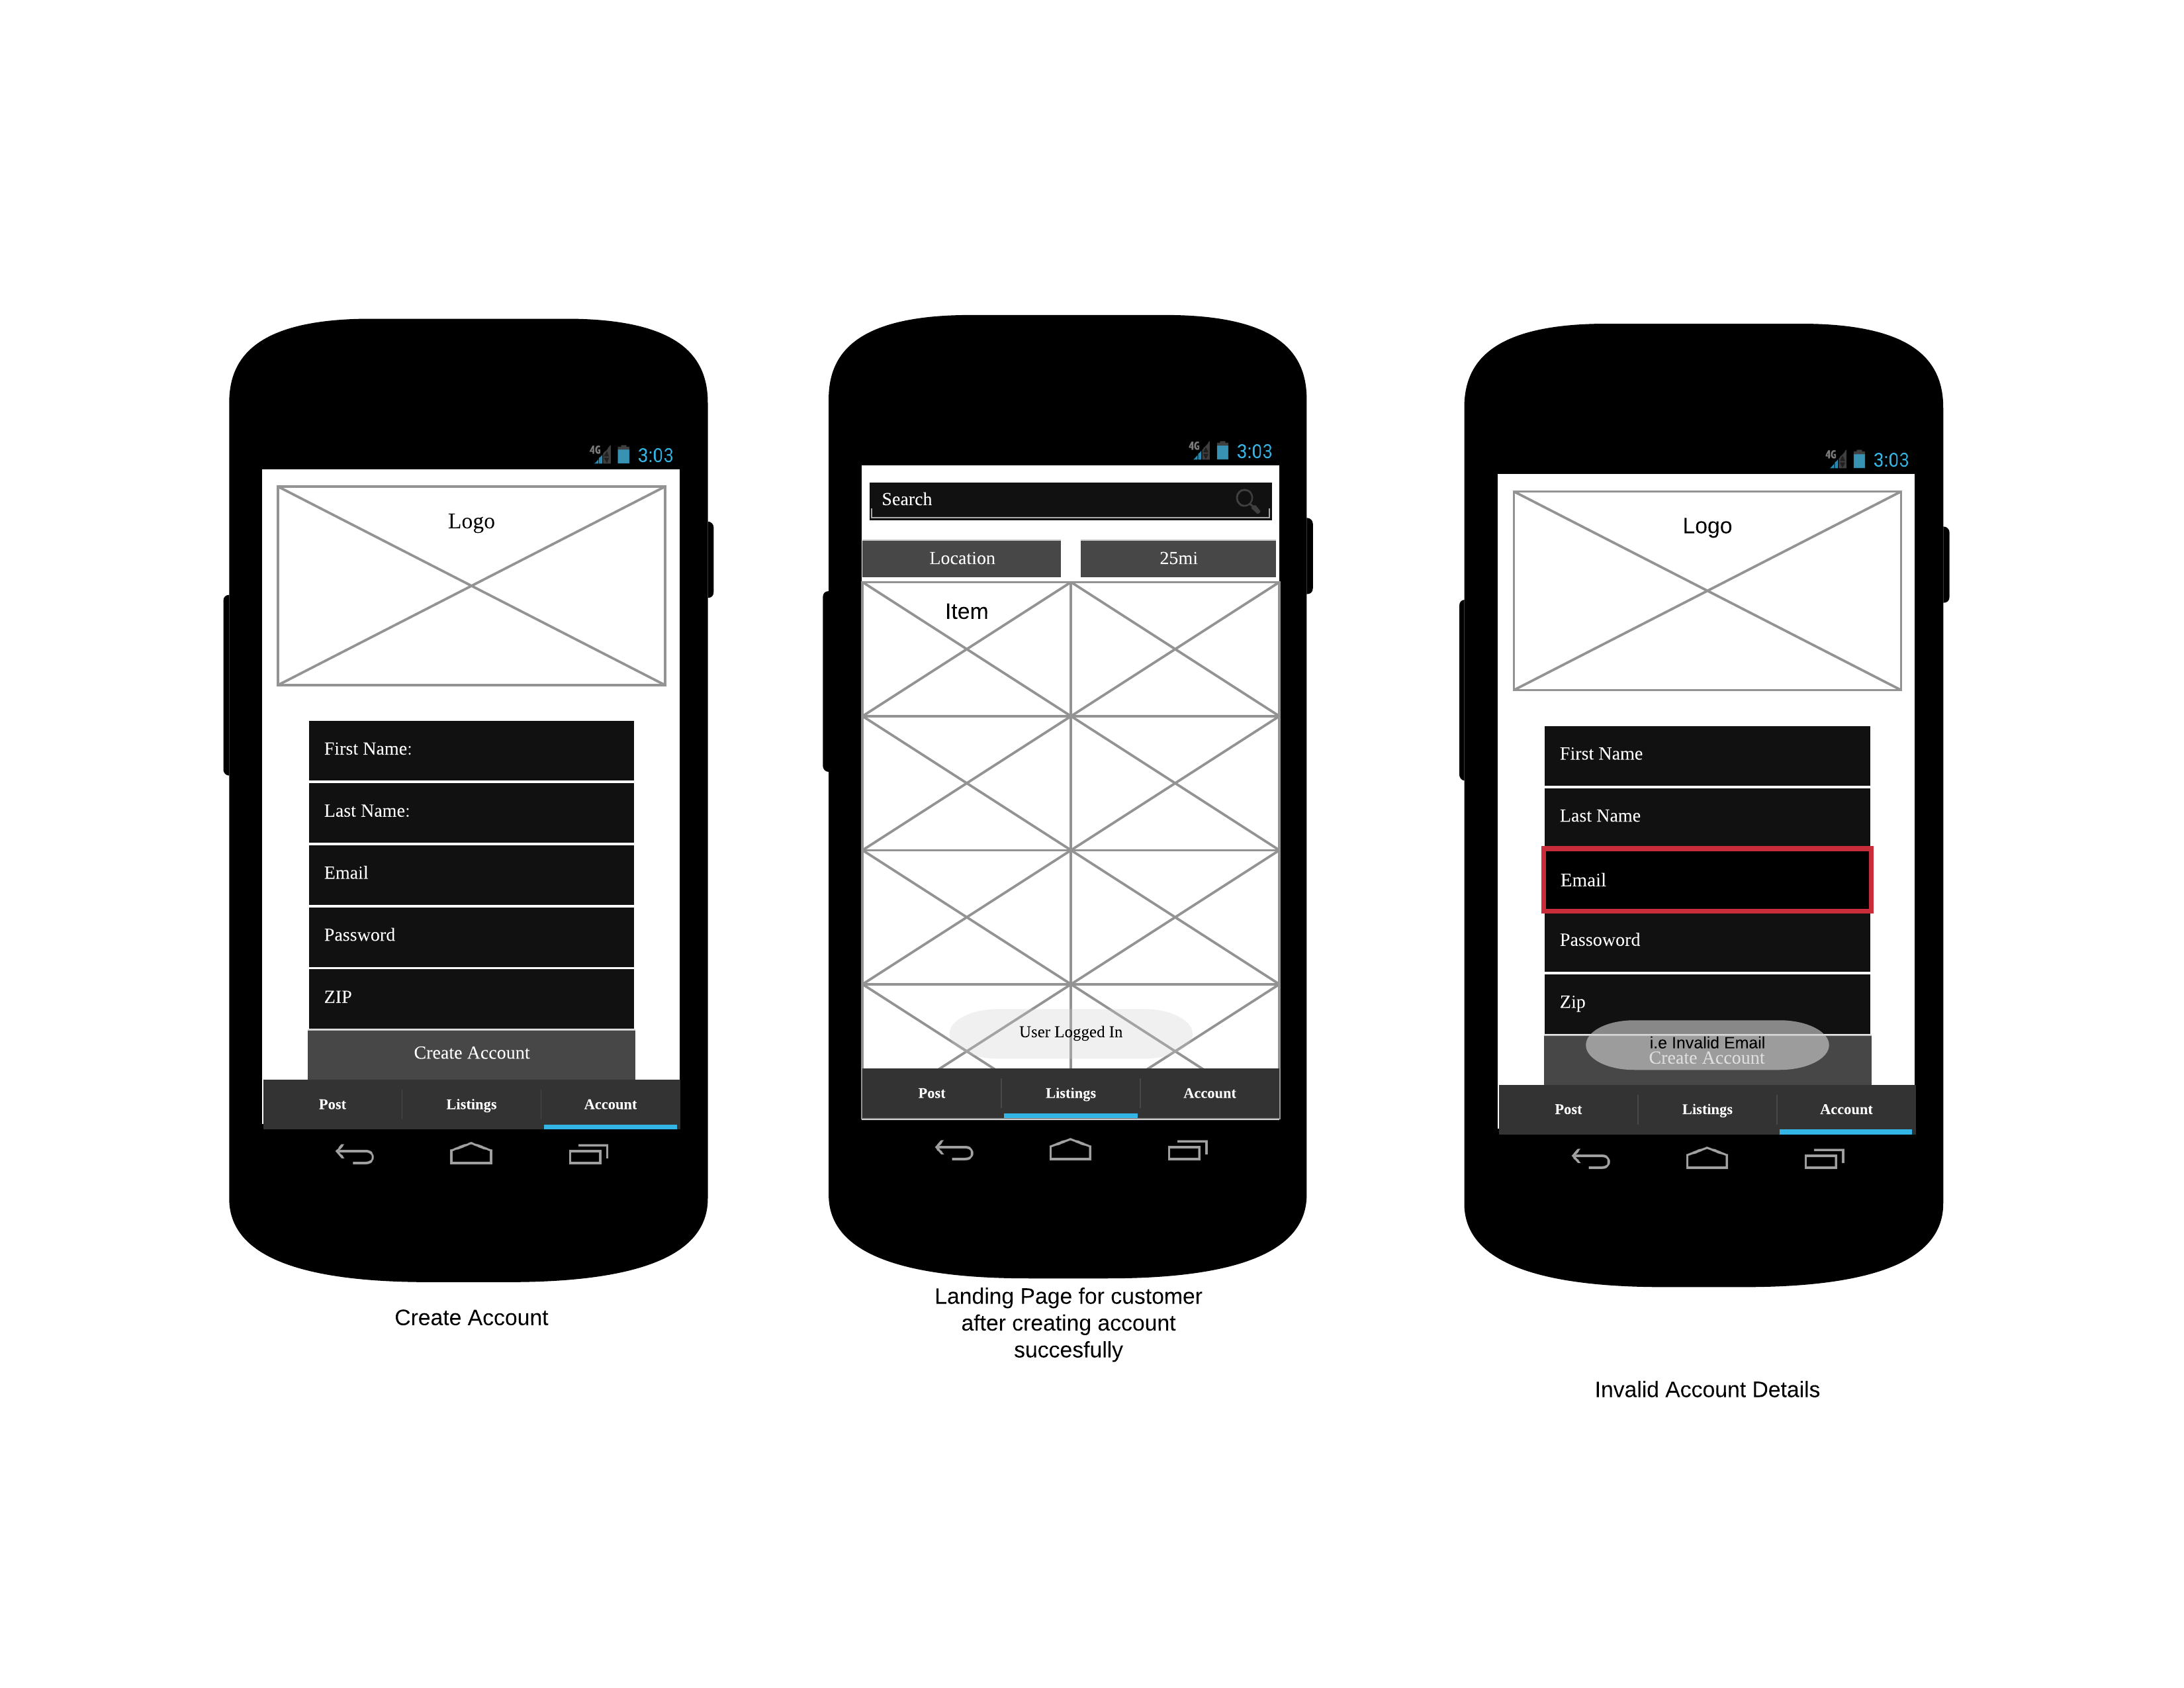 4G 3:03
Logo
First Name:
Last Name:
Email
Password
ZIP
Create Account
Post Listings Account
Create Account
4G 3:03
Search
Location 25mi
Item
User Logged In
Post Listings Account
Landing Page for customer
after creating account
succesfully
4G 3:03
Logo
First Name
Last Name
Email
Passoword
Zip
i.e Invalid Email
Create Account
Post Listings Account
Invalid Account Details